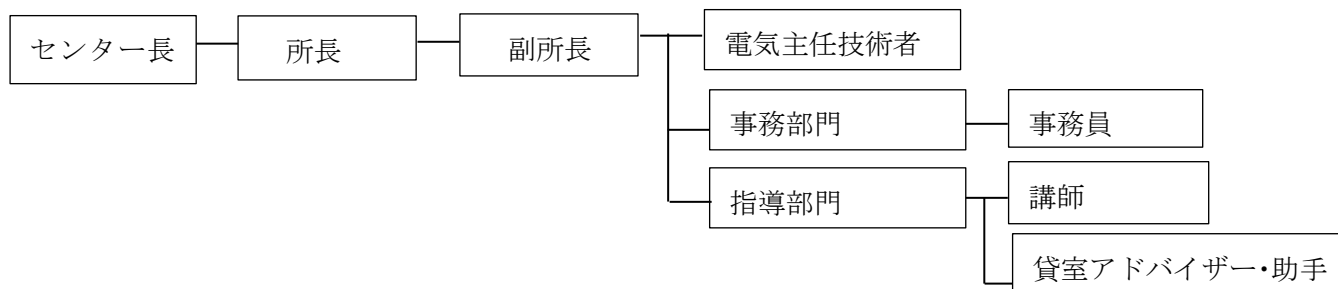 センター長
所長
副所長
電気主任技術者
事務部門
事務員
指導部門
講師
貸室アドバイザー・助手